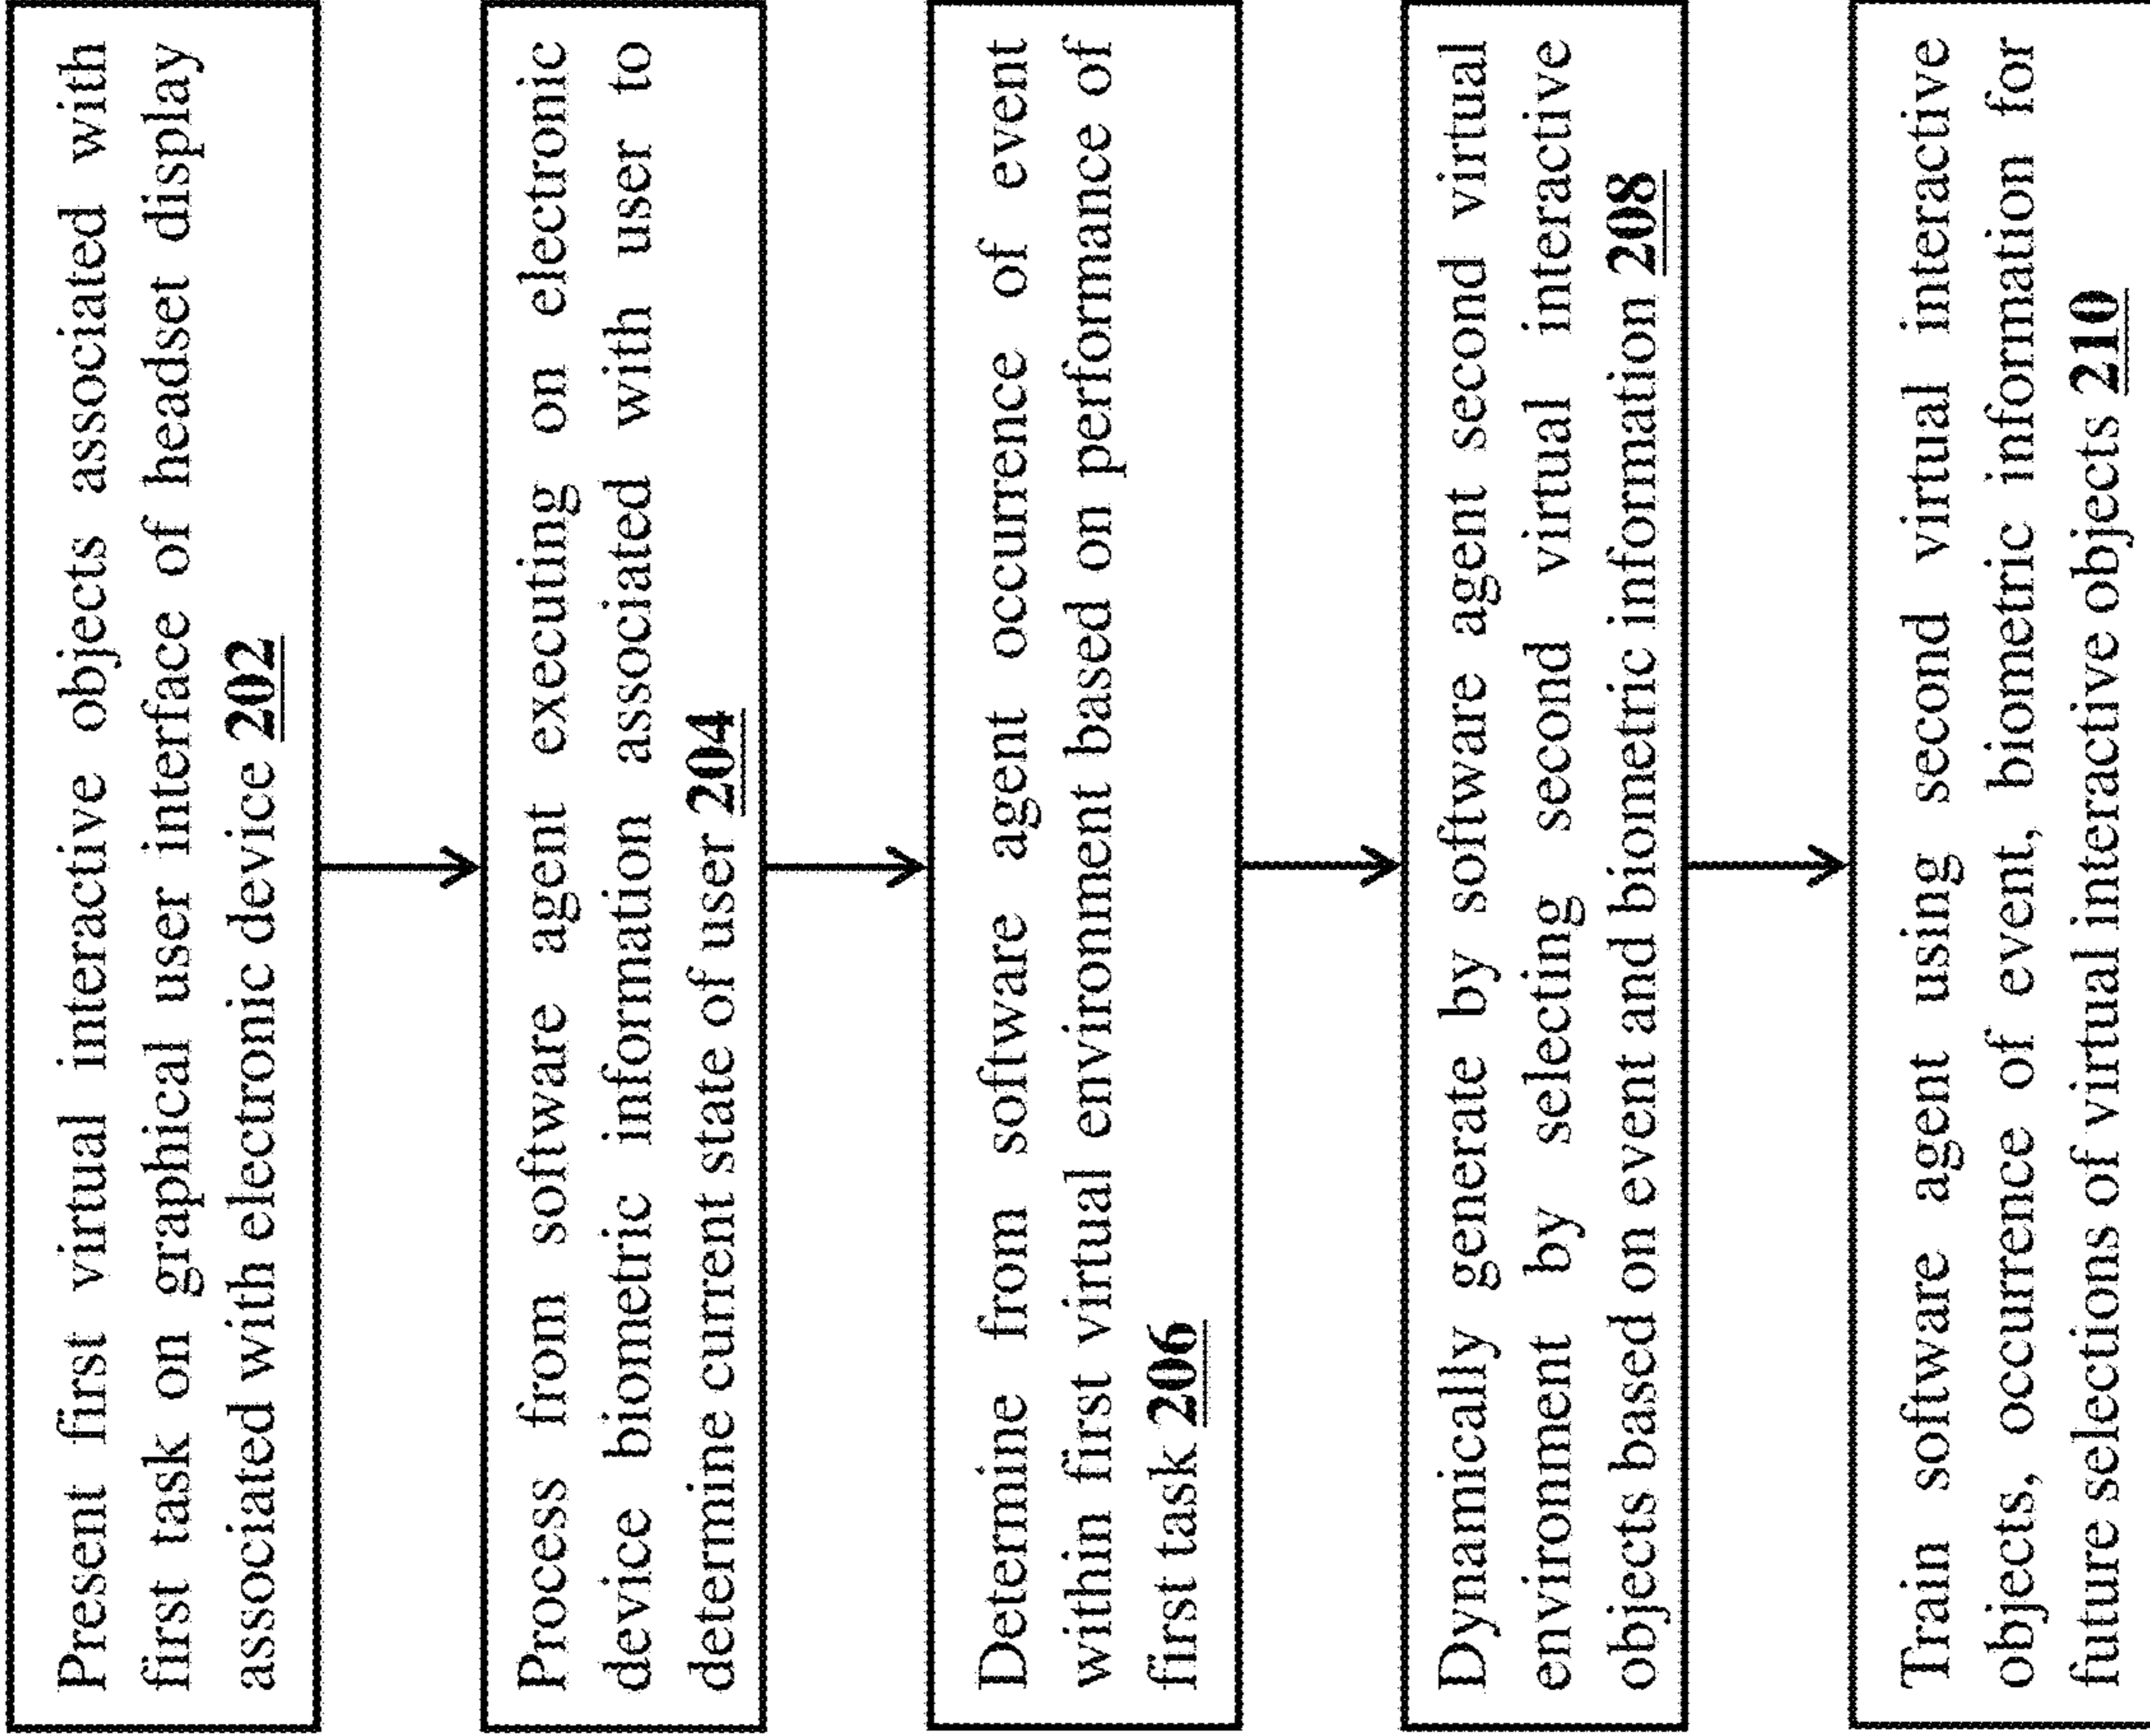 Present first virtual interactive objects associated with
first task on graphical user interface of headset display
associated with electronic device 202
Process from software agent executing on electronic
device biometric information associated with user to
determine current state of user 204
Determine from software agent occurrence of event
within first virtual environment based on performance of
first task 206
Dynamically generate by software agent second virtual
environment by selecting second virtual interactive
objects based on event and biometric information 208
Train software agent using second virtual interactive
objects, occurrence of event, biometric information for
future selections of virtual interactive objects 210